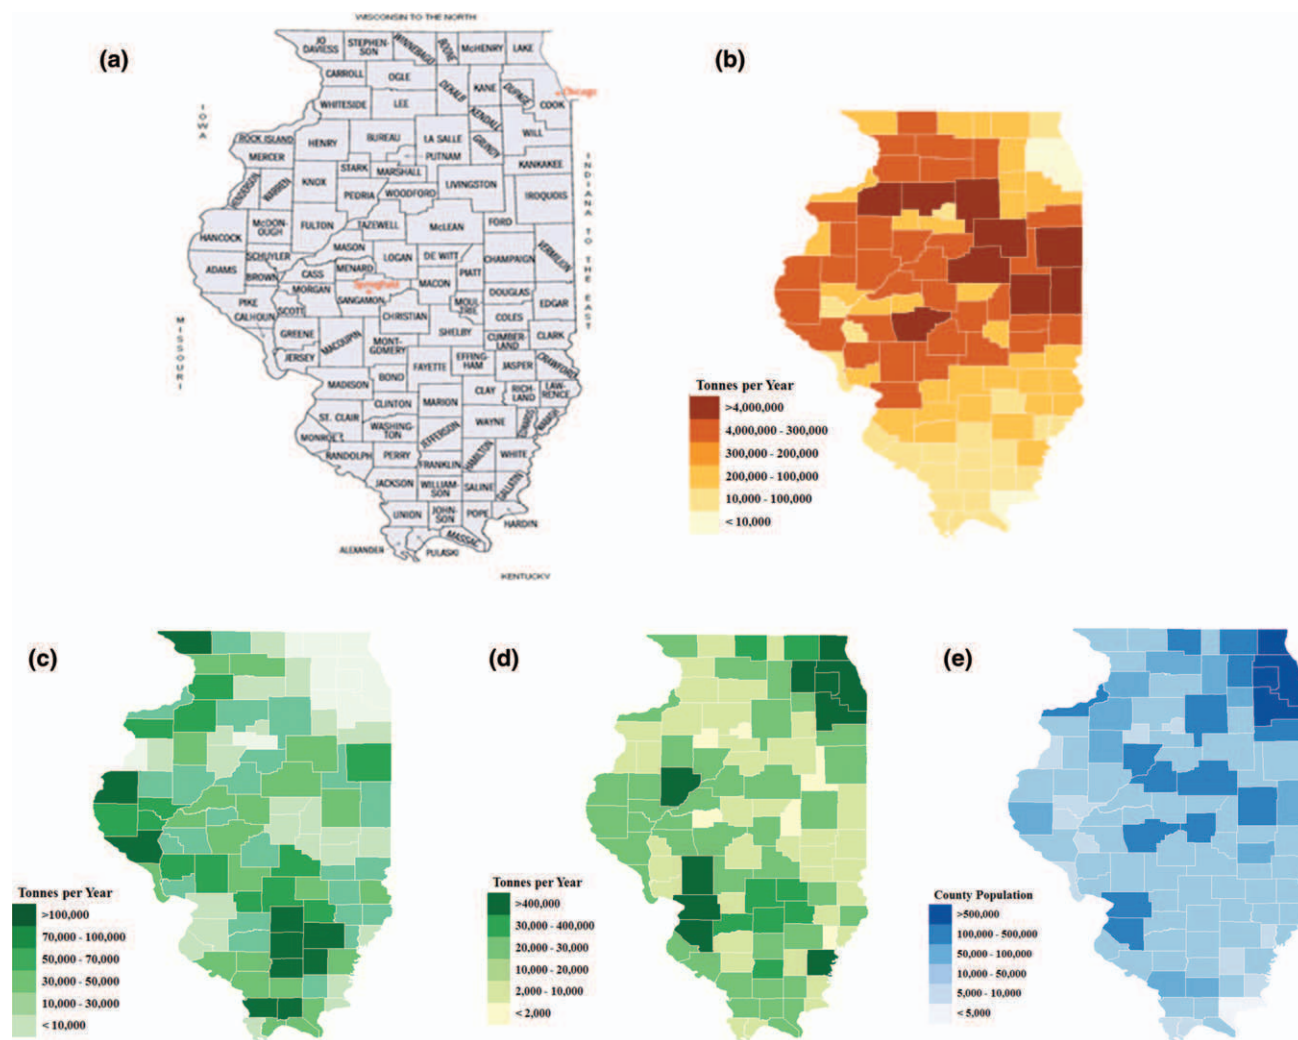 WISCONSIN TO THE NORTH
(a)
JO DAVIESS
STEPHEN-
SON
WINNEBAGO
BOONE
McHENRY
LAKE
CARROLL
OGLE
DEKALB
KANE
DUPAGE
COOK
Chicago
WHITESIDE
LEE
KENDALL
WILL
IOWA
ROCK ISLAND
HENRY
BUREAU
LA SALLE
GRUNDY
PUTNAM
KANKAKEE
MERCER
STARK
MARSHALL
KNOX
PEORIA
WOODFORD
LIVINGSTON
IROQUOIS
HENDERSON
WARREN
INDIANA TO THE EAST
HANCOCK
McDON-
OUGH
FULTON
TAZEWELL
McLEAN
FORD
MASON
LOGAN
DE WITT
CHAMPAIGN
VERMILION
SCHUYLER
ADAMS
BROWN
CASS
MENARD
PIATT
MACON
MORGAN
Springfield
SANGAMON
DOUGLAS
EDGAR
PIKE
SCOTT
CHRISTIAN
MOUL-
TRIE
COLES
CALHOUN
MISSOURI
GREENE
MACOUPIN
MONT-
GOMERY
SHELBY
CUMBER-
LAND
CLARK
JERSEY
FAYETTE
EFFING-
HAM
JASPER
CRAWFORD
MADISON
BOND
CLAY
RICH-
LAND
LAW-
RENCE
CLINTON
MARION
ST. CLAIR
WASHING-
TON
JEFFERSON
WAYNE
EDWARDS
WABASH
MONROE
RANDOLPH
PERRY
FRANKLIN
HAMILTON
WHITE
JACKSON
WILLIAM-
SON
SALINE
GALLATIN
UNION
JOHN-
SON
POPE
HARDIN
ALEXANDER
PULASKI
MASSAC
KENTUCKY
(b)
Tonnes per Year
>4,000,000
4,000,000 - 300,000
300,000 - 200,000
200,000 - 100,000
10,000 - 100,000
< 10,000
(c)
Tonnes per Year
>100,000
70,000 - 100,000
50,000 - 70,000
30,000 - 50,000
10,000 - 30,000
< 10,000
(d)
Tonnes per Year
>400,000
30,000 - 400,000
20,000 - 30,000
10,000 - 20,000
2,000 - 10,000
< 2,000
(e)
County Population
>500,000
100,000 - 500,000
50,000 - 100,000
10,000 - 50,000
5,000 - 10,000
< 5,000